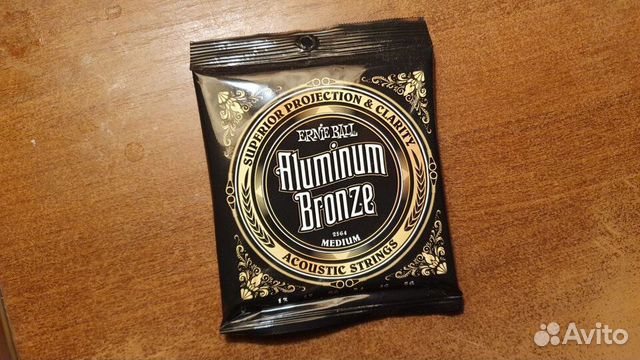 SUPERIOR PROJECTION & CLARITY
ERNIE BALL
Aluminum
Bronze
2564
MEDIUM
ACOUSTIC STRINGS
Avito